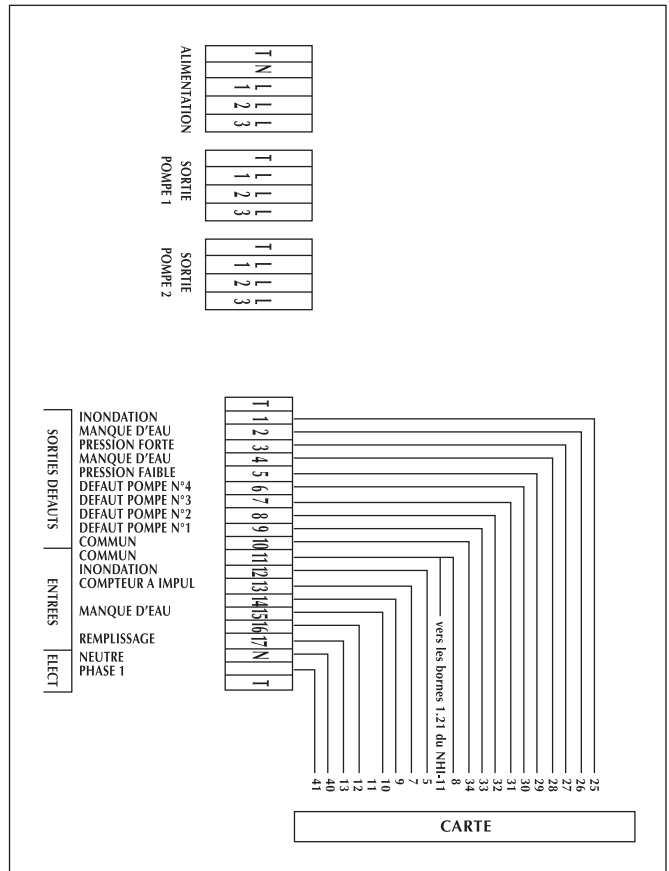 ALIMENTATION
T
N
L 1
L 2
L 3
SORTIE
POMPE 1
T
L 1
L 2
L 3
SORTIE
POMPE 2
T
L 1
L 2
L 3
SORTIES DEFAUTS
INONDATION
MANQUE D'EAU
PRESSION FORTE
MANQUE D'EAU
PRESSION FAIBLE
DEFAUT POMPE N°4
DEFAUT POMPE N°3
DEFAUT POMPE N°2
DEFAUT POMPE N°1
COMMUN
ENTREES
COMMUN
INONDATION
COMPTEUR A IMPUL
MANQUE D'EAU
REMPLISSAGE
ELECT
NEUTRE
PHASE 1
T
1
2
3
4
5
6
7
8
9
10
11
12
13
14
15
16
17
N
T
vers les bornes 1.21 du NHI-11
41
40
13
12
11
10
9
7
5
8
34
33
32
31
30
29
28
27
26
25
CARTE